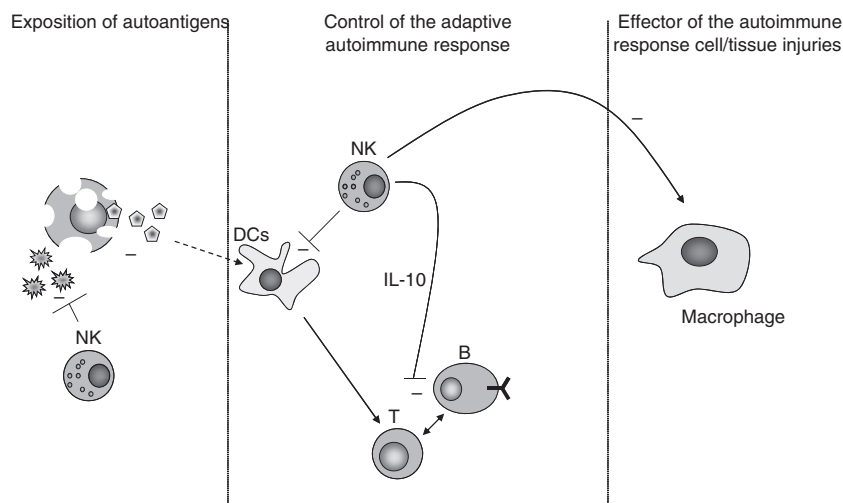 Exposition of autoantigens
Control of the adaptive
autoimmune response
Effector of the autoimmune
response cell/tissue injuries
–
NK
–
–
–
NK
DCs
–
IL-10
B
–
T
Macrophage